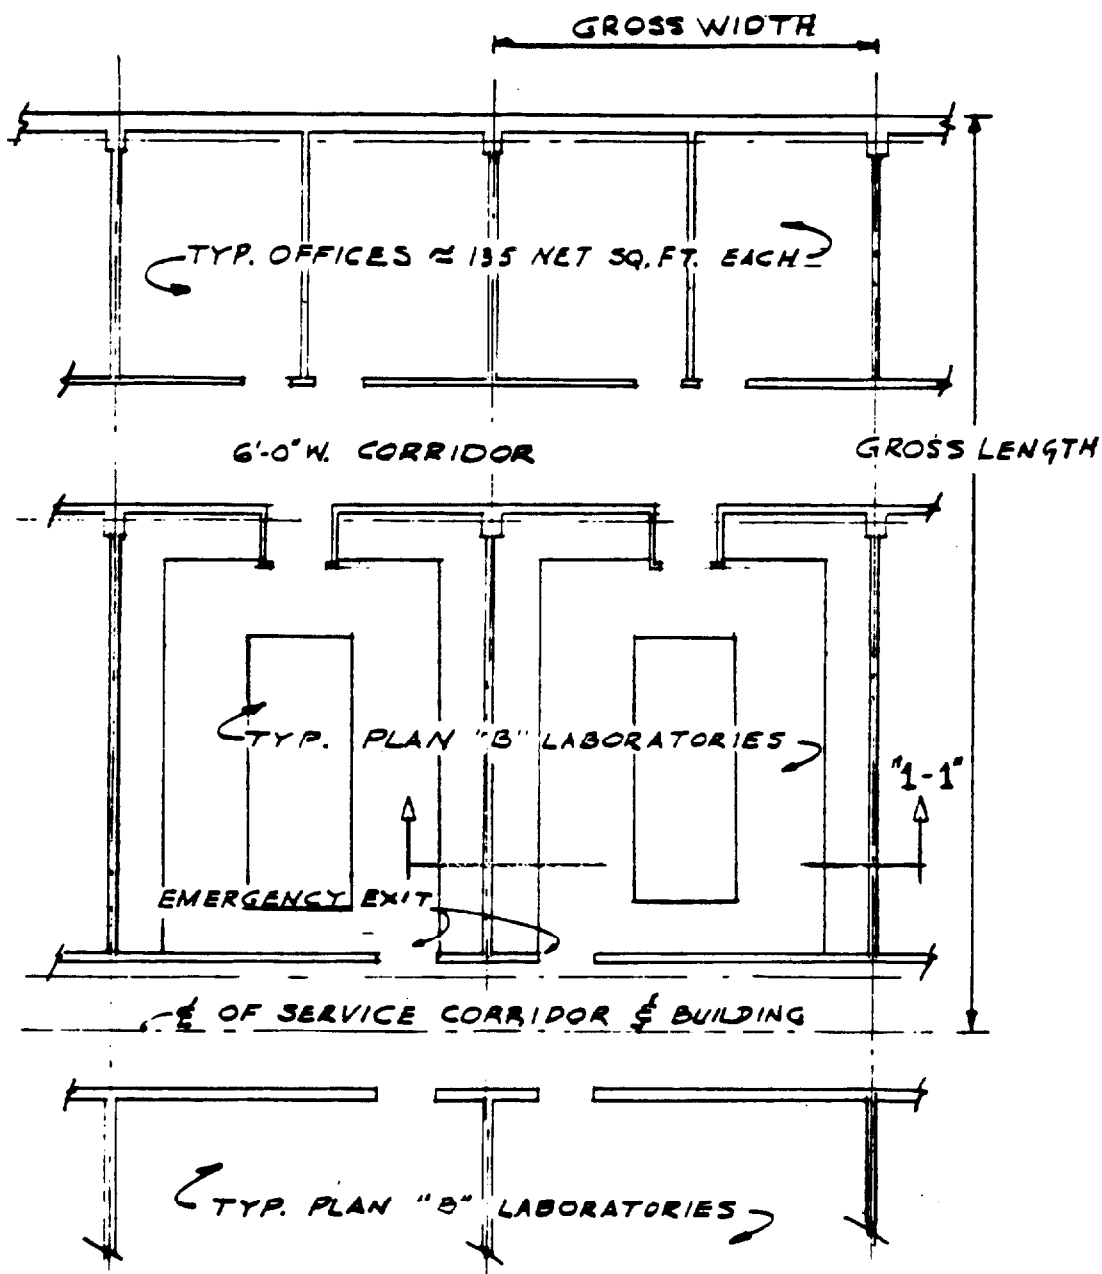 GROSS WIDTH
TYP. OFFICES ≈ 135 NET SQ. FT. EACH
6'-0" W. CORRIDOR
GROSS LENGTH
TYP. PLAN "B" LABORATORIES
"1-1"
EMERGENCY EXIT
℄ OF SERVICE CORRIDOR & BUILDING
TYP. PLAN "B" LABORATORIES